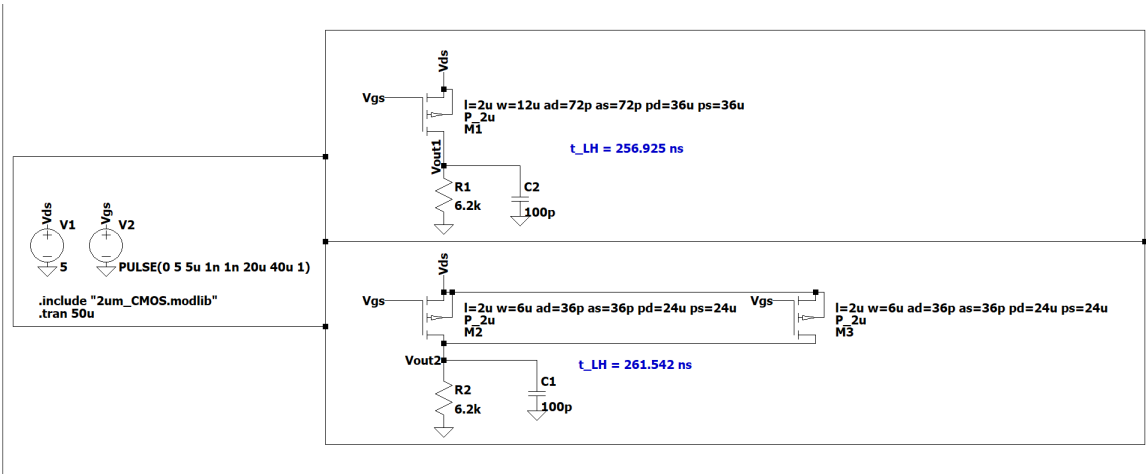 Vds
Vgs
l=2u w=12u ad=72p as=72p pd=36u ps=36u
P_2u
M1
t_LH = 256.925 ns
Vout1
R1
6.2k
C2
100p
Vds
V1
5
Vgs
V2
PULSE(0 5 5u 1n 1n 20u 40u 1)
.include "2um_CMOS.modlib"
.tran 50u
Vds
Vgs
l=2u w=6u ad=36p as=36p pd=24u ps=24u
P_2u
M2
Vgs
l=2u w=6u ad=36p as=36p pd=24u ps=24u
P_2u
M3
t_LH = 261.542 ns
Vout2
R2
6.2k
C1
100p